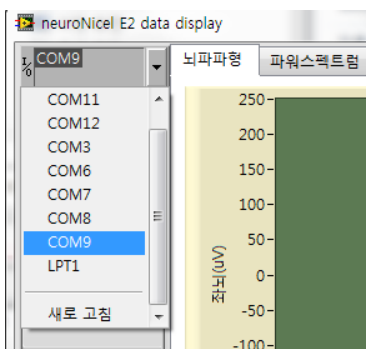 neuroNicel E2 data display
I/O COM9
뇌파파형 파워스펙트럼
COM11
COM12
COM3
COM6
COM7
COM8
COM9
LPT1
새로 고침
좌뇌(uV)
250
200
150
100
50
0
-50
-100